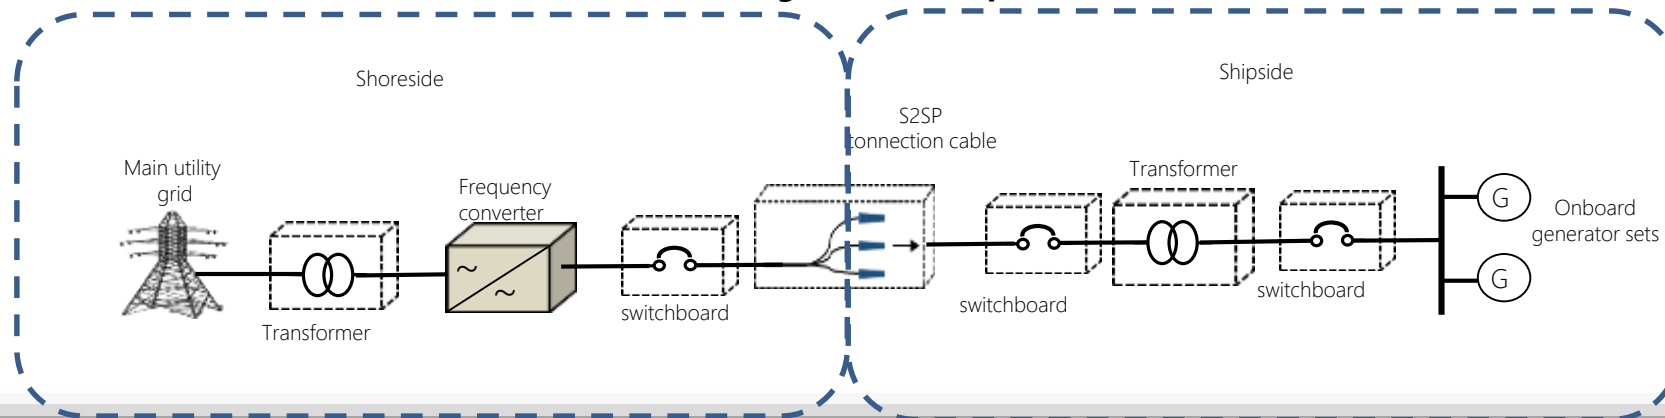 Shoreside
Shipside
S2SP
connection cable
Main utility
grid
Frequency
converter
Transformer
switchboard
switchboard
Transformer
switchboard
G
G
Onboard
generator sets